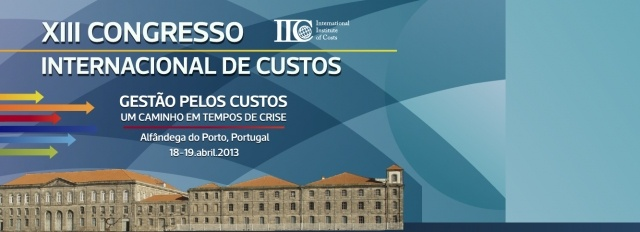 XIII CONGRESSO
IIC
International
Institute
of Costs
INTERNACIONAL DE CUSTOS
GESTÃO PELOS CUSTOS
UM CAMINHO EM TEMPOS DE CRISE
Alfândega do Porto, Portugal
18-19.abril.2013